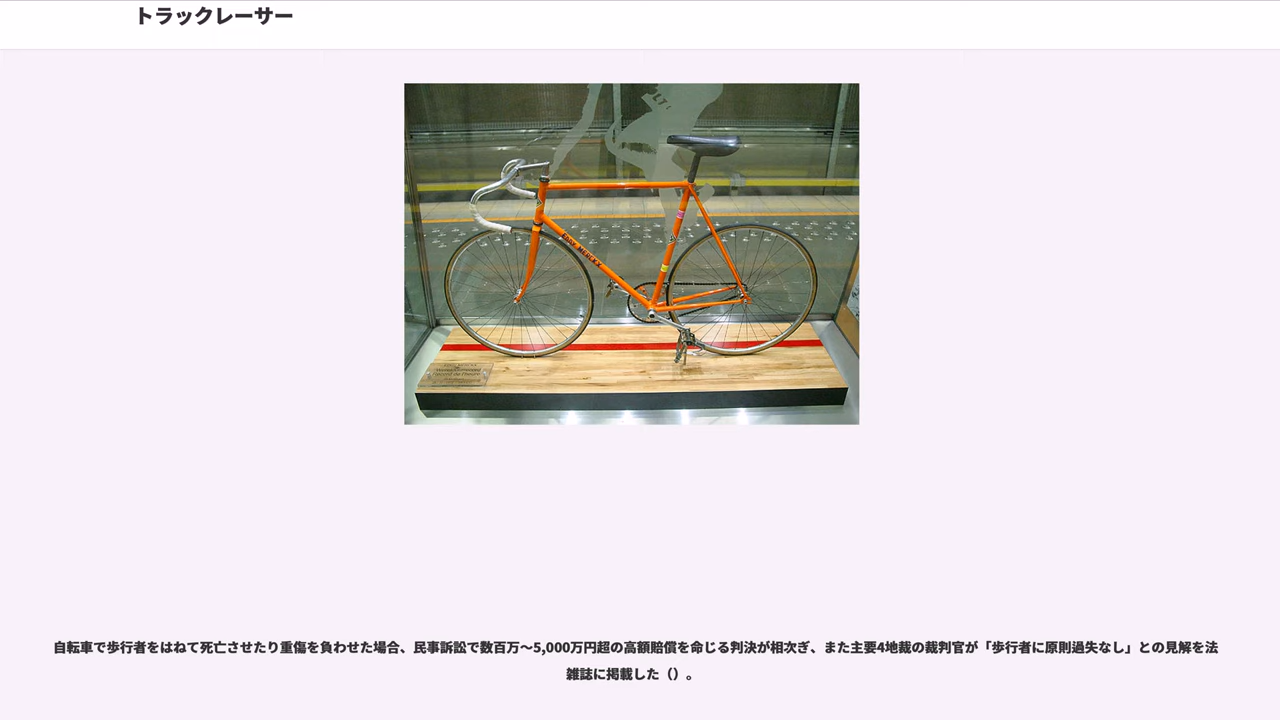 トラックレーサー
LT
EDDY MERCKX
自転車で歩行者をはねて死亡させたり重傷を負わせた場合、民事訴訟で数百万〜5,000万円超の高額賠償を命じる判決が相次ぎ、また主要4地裁の裁判官が「歩行者に原則過失なし」との見解を法
雑誌に掲載した（）。